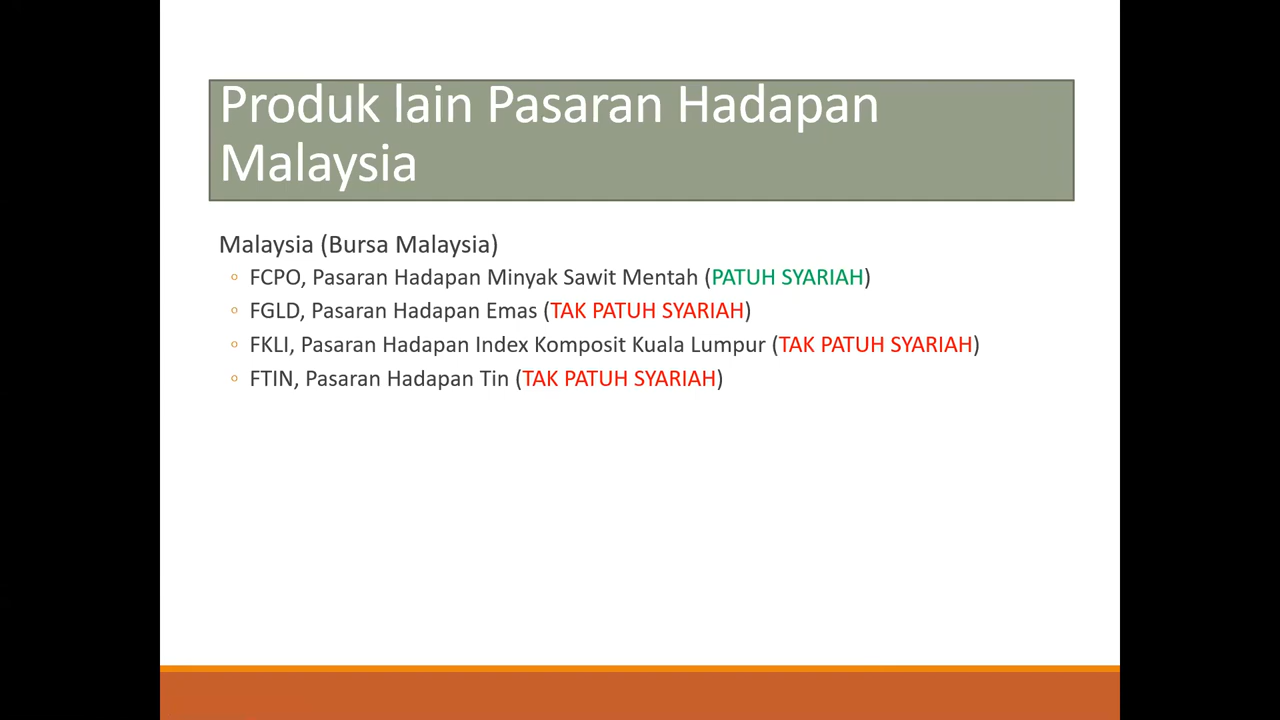 Produk lain Pasaran Hadapan
Malaysia
Malaysia (Bursa Malaysia)
◦ FCPO, Pasaran Hadapan Minyak Sawit Mentah (PATUH SYARIAH)
◦ FGLD, Pasaran Hadapan Emas (TAK PATUH SYARIAH)
◦ FKLI, Pasaran Hadapan Index Komposit Kuala Lumpur (TAK PATUH SYARIAH)
◦ FTIN, Pasaran Hadapan Tin (TAK PATUH SYARIAH)